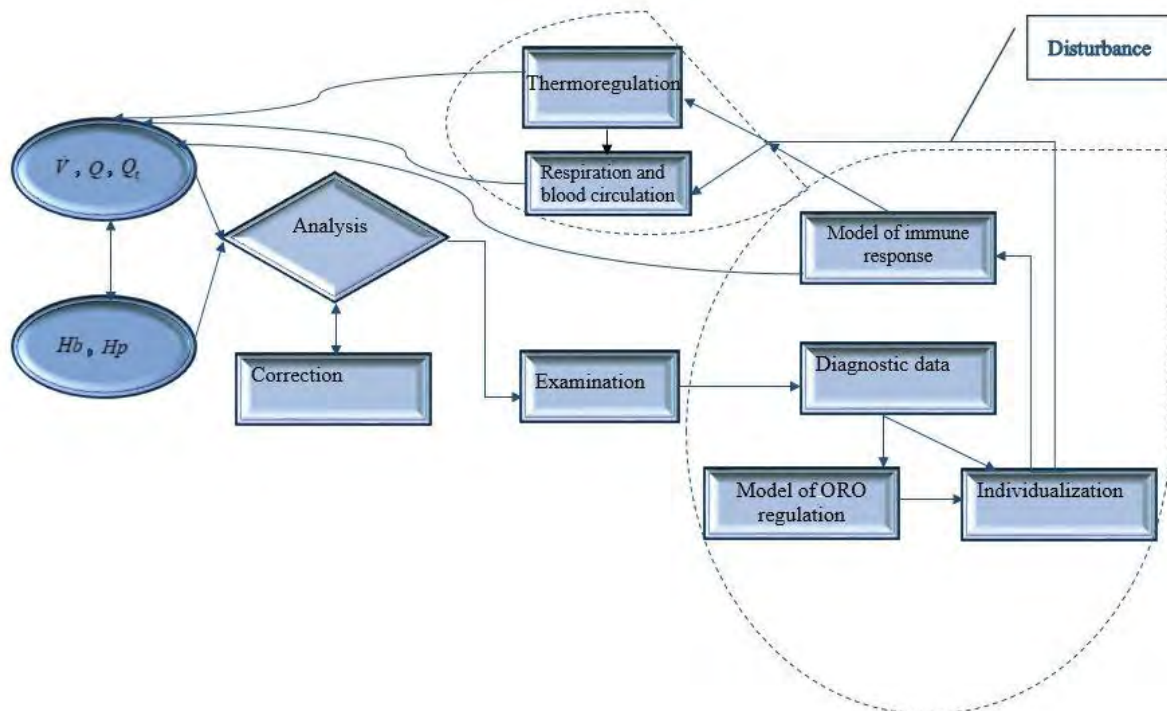 Disturbance
Thermoregulation
V̇ , Q̇ , Q̇ₜ
Respiration and
blood circulation
Analysis
Model of immune
response
Hb , Hp
Correction
Examination
Diagnostic data
Model of ORO
regulation
Individualization